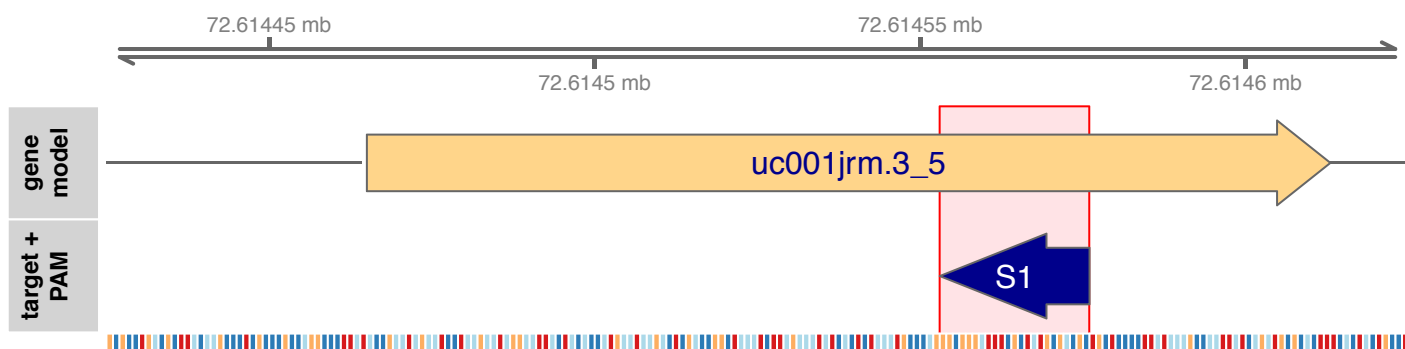 72.61445 mb
72.61455 mb
72.6145 mb
72.6146 mb
gene
model
uc001jrm.3_5
target +
PAM
S1